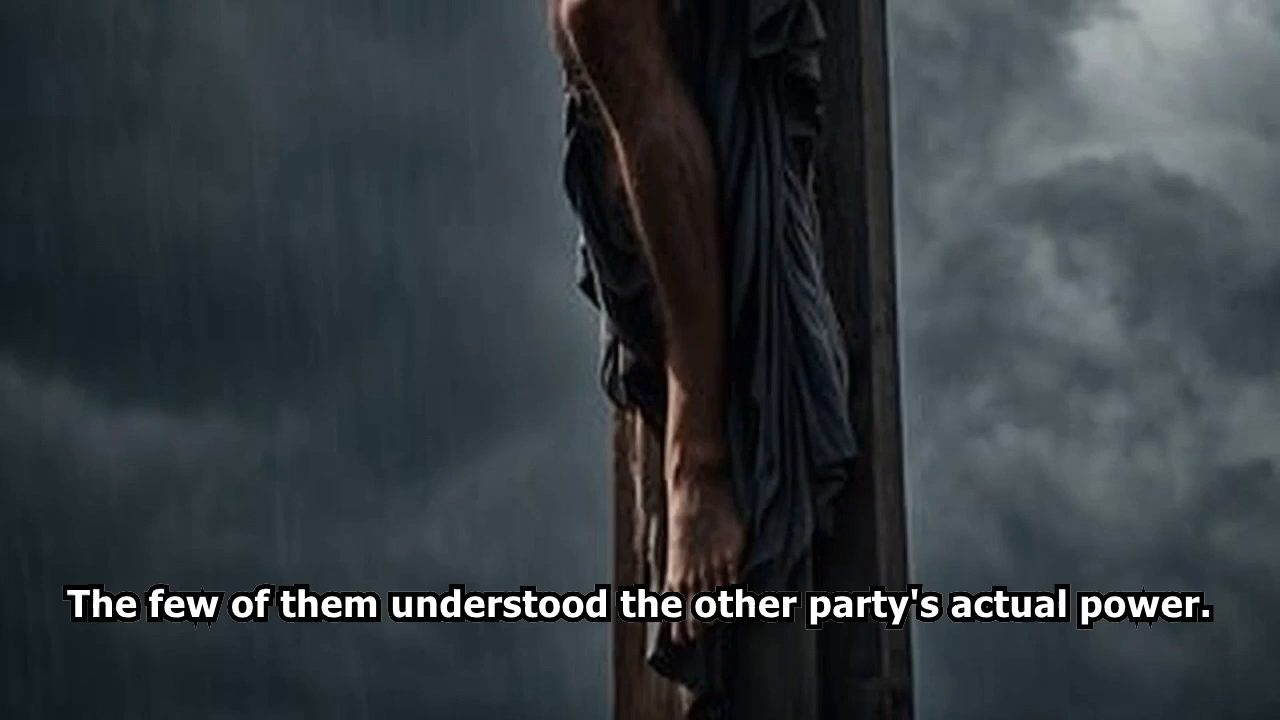 The few of them understood the other party's actual power.